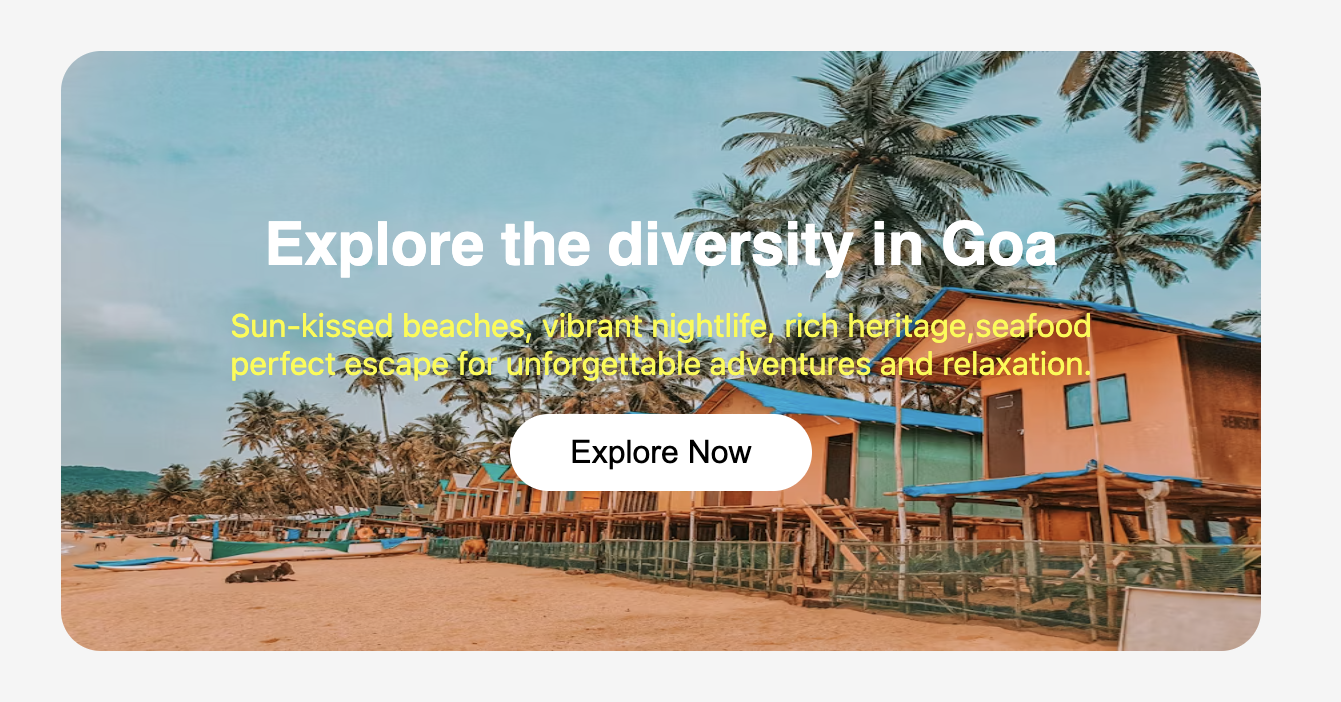 Explore the diversity in Goa
Sun-kissed beaches, vibrant nightlife, rich heritage,seafood
perfect escape for unforgettable adventures and relaxation.
Explore Now